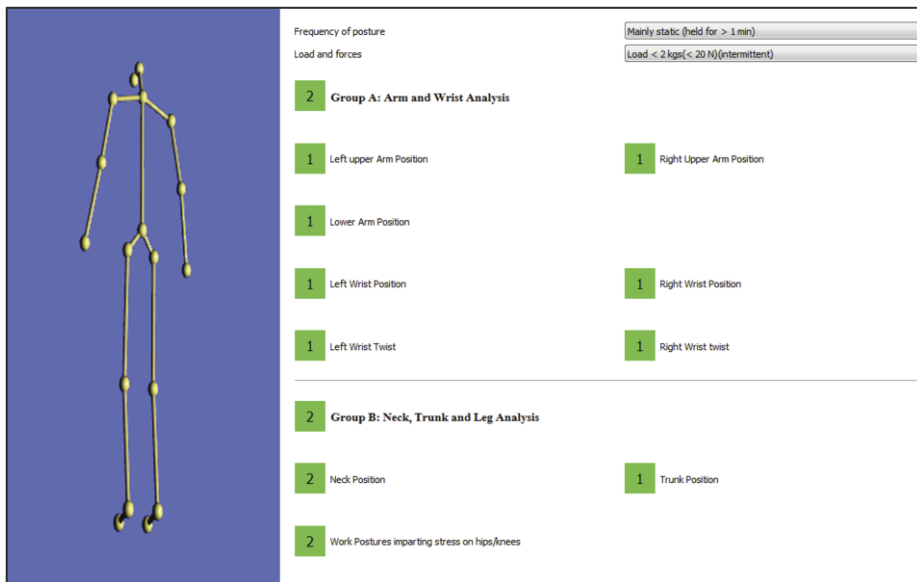 Frequency of posture Mainly static (held for > 1 min)
Load and forces Load < 2 kgs(< 20 N)(intermittent)
2 Group A: Arm and Wrist Analysis
1 Left upper Arm Position 1 Right Upper Arm Position
1 Lower Arm Position
1 Left Wrist Position 1 Right Wrist Position
1 Left Wrist Twist 1 Right Wrist twist
2 Group B: Neck, Trunk and Leg Analysis
2 Neck Position 1 Trunk Position
2 Work Postures imparting stress on hips/knees